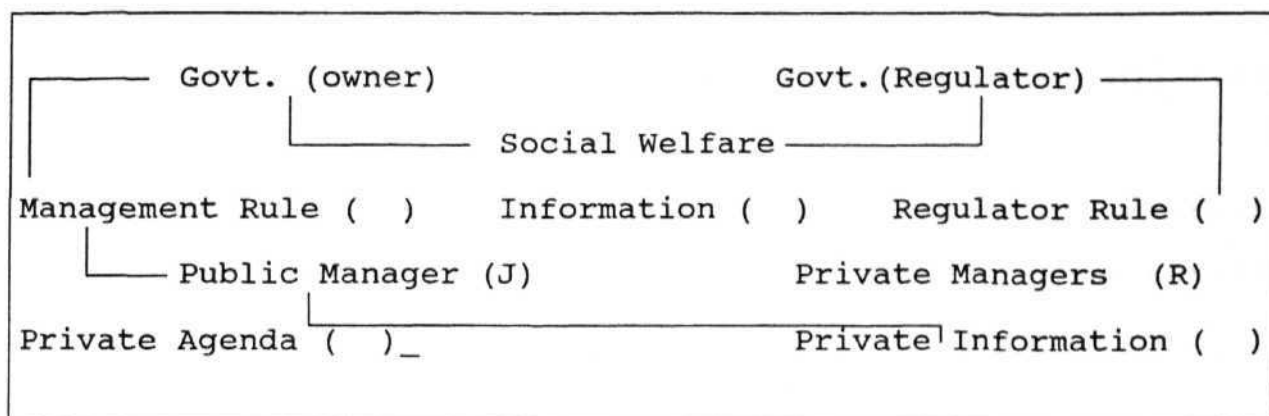 Govt. (owner) Govt.(Regulator)
Social Welfare
Management Rule ( ) Information ( ) Regulator Rule ( )
Public Manager (J) Private Managers (R)
Private Agenda ( )_ Private Information ( )